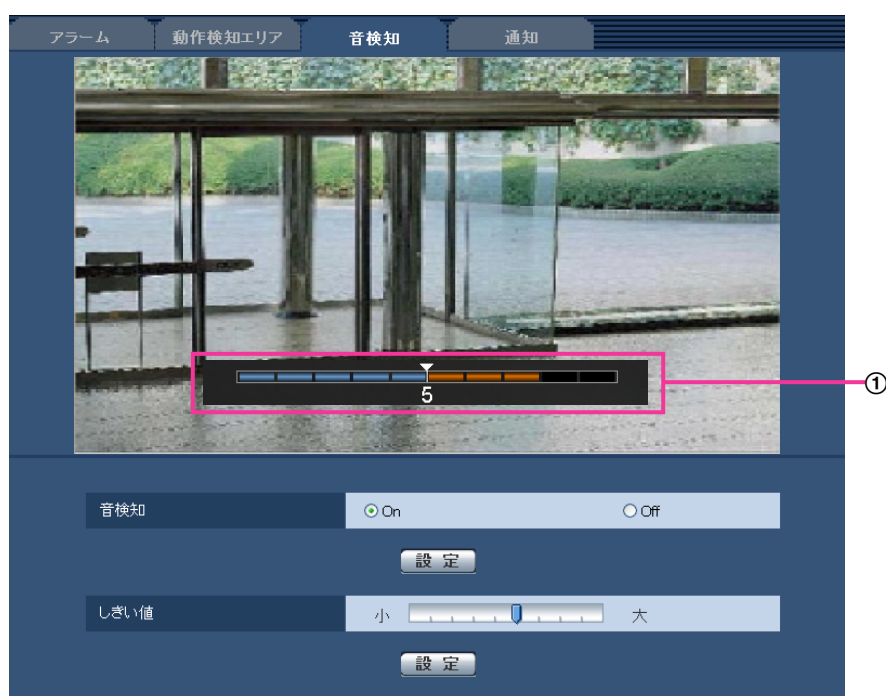 アラーム 動作検知エリア 音検知 通知
5
①
音検知 On Off
設定
しきい値 小 大
設定